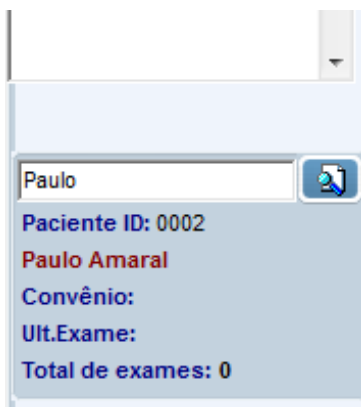 Paulo
Paciente ID: 0002
Paulo Amaral
Convênio:
Ult.Exame:
Total de exames: 0